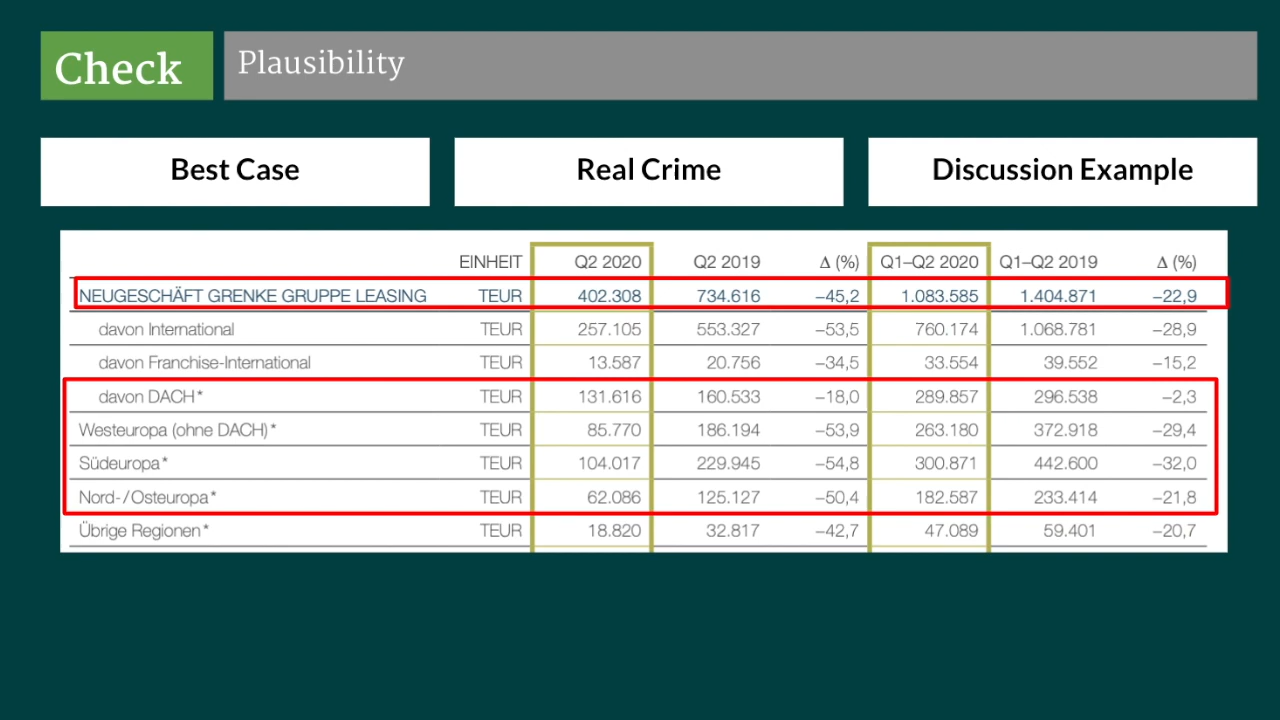 Check Plausibility
Best Case Real Crime Discussion Example
EINHEIT Q2 2020 Q2 2019 Δ (%) Q1–Q2 2020 Q1–Q2 2019 Δ (%)
NEUGESCHÄFT GRENKE GRUPPE LEASING TEUR 402.308 734.616 –45,2 1.083.585 1.404.871 –22,9
davon International TEUR 257.105 553.327 –53,5 760.174 1.068.781 –28,9
davon Franchise-International TEUR 13.587 20.756 –34,5 33.554 39.552 –15,2
davon DACH* TEUR 131.616 160.533 –18,0 289.857 296.538 –2,3
Westeuropa (ohne DACH)* TEUR 85.770 186.194 –53,9 263.180 372.918 –29,4
Südeuropa* TEUR 104.017 229.945 –54,8 300.871 442.600 –32,0
Nord-/Osteuropa* TEUR 62.086 125.127 –50,4 182.587 233.414 –21,8
Übrige Regionen* TEUR 18.820 32.817 –42,7 47.089 59.401 –20,7